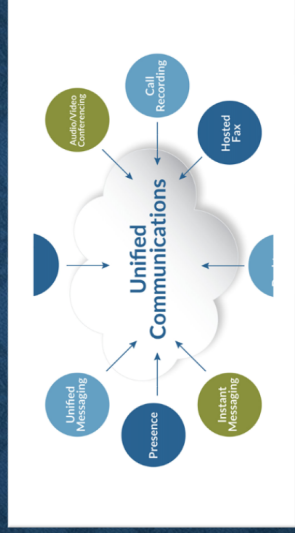 Unified
Messaging
Audio/Video
Conferencing
Presence
Unified
Communications
Call
Recording
Instant
Messaging
Hosted
Fax